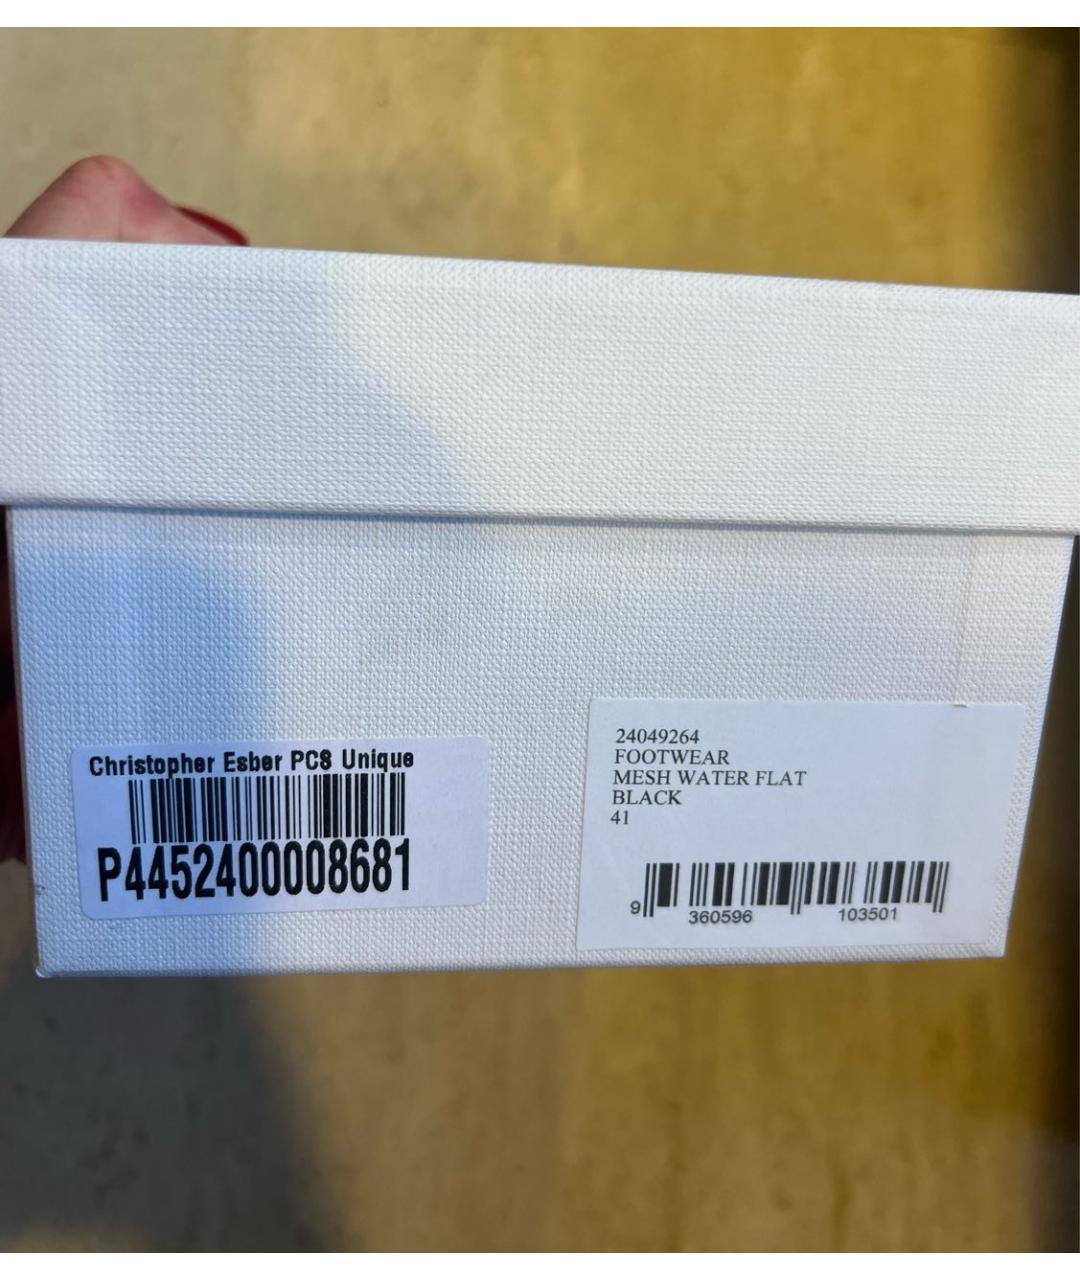 Christopher Esber PCS Unique
P4452400008681
24049264
FOOTWEAR
MESH WATER FLAT
BLACK
41
9 360596 103501